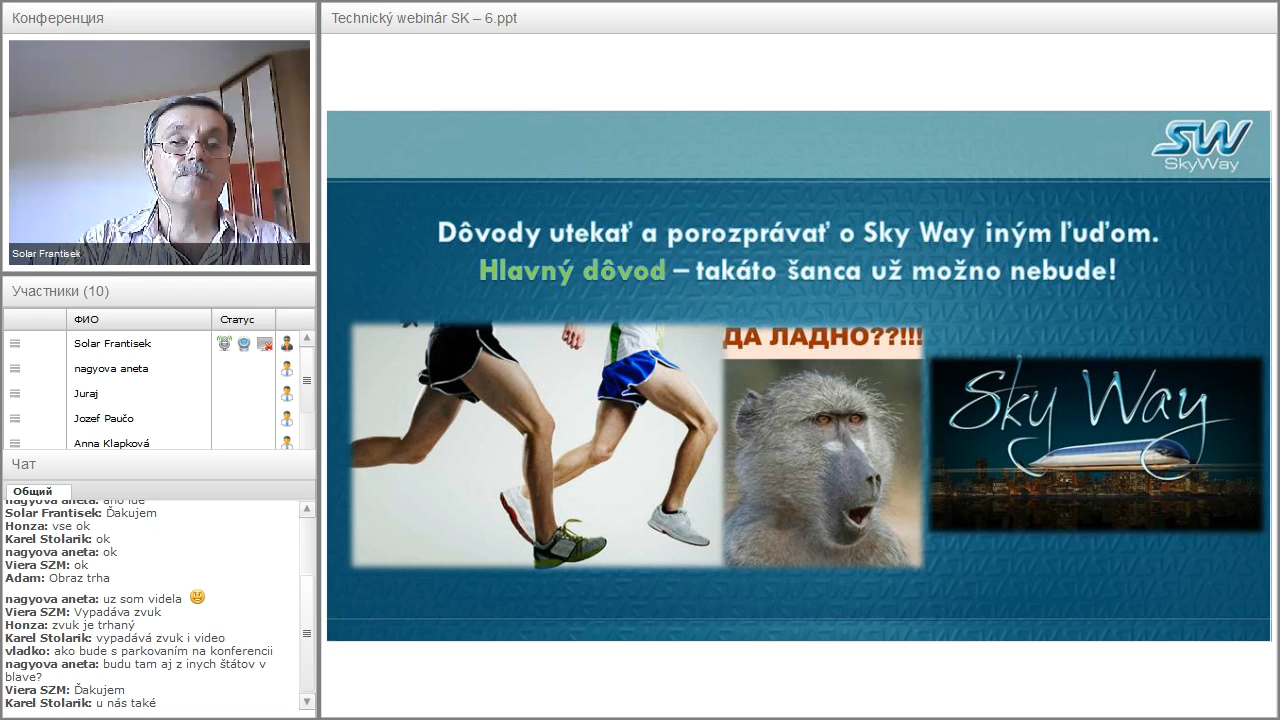 Конференция
Solar Frantisek
Участники (10)
ФИО
Статус
Solar Frantisek
nagyova aneta
Juraj
Jozef Paučo
Anna Klapková
Чат
Общий
nagyova aneta: ano ide
Solar Frantisek: Ďakujem
Honza: vse ok
Karel Stolarik: ok
nagyova aneta: ok
Viera SZM: ok
Adam: Obraz trha
nagyova aneta: uz som videla
Viera SZM: Vypadáva zvuk
Honza: zvuk je trhaný
Karel Stolarik: vypadává zvuk i video
vladko: ako bude s parkovaním na konferencii
nagyova aneta: budu tam aj z inych štátov v
blave?
Viera SZM: Ďakujem
Karel Stolarik: u nás také
Technický webinár SK – 6.ppt
SW
SkyWay
Dôvody utekať a porozprávať o Sky Way iným ľuďom.
Hlavný dôvod – takáto šanca už možno nebude!
ДА ЛАДНО??!!!
Sky Way